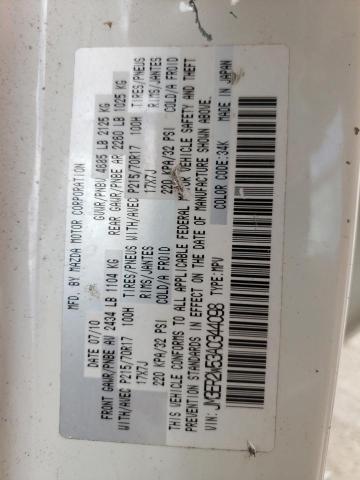 MFD. BY MAZDA MOTOR CORPORATION
DATE 07/10 GVWR/PNBV 4685 LB 2125 KG
FRONT GAWR/PNBE AV 2434 LB 1104 KG REAR GAWR/PNBE AR 2260 LB 1025 KG
WITH/AVEC P215/70R17 100H TIRES/PNEUS WITH/AVEC P215/70R17 100H TIRES/PNEUS
17X7J RIMS/JANTES 17X7J RIMS/JANTES
220 KPA/32 PSI COLD/A FROID 220 KPA/32 PSI COLD/A FROID
THIS VEHICLE CONFORMS TO ALL APPLICABLE FEDERAL MOTOR VEHICLE SAFETY AND THEFT
PREVENTION STANDARDS IN EFFECT ON THE DATE OF MANUFACTURE SHOWN ABOVE.
MADE IN JAPAN
TYPE: MPV COLOR CODE: 34K
VIN: